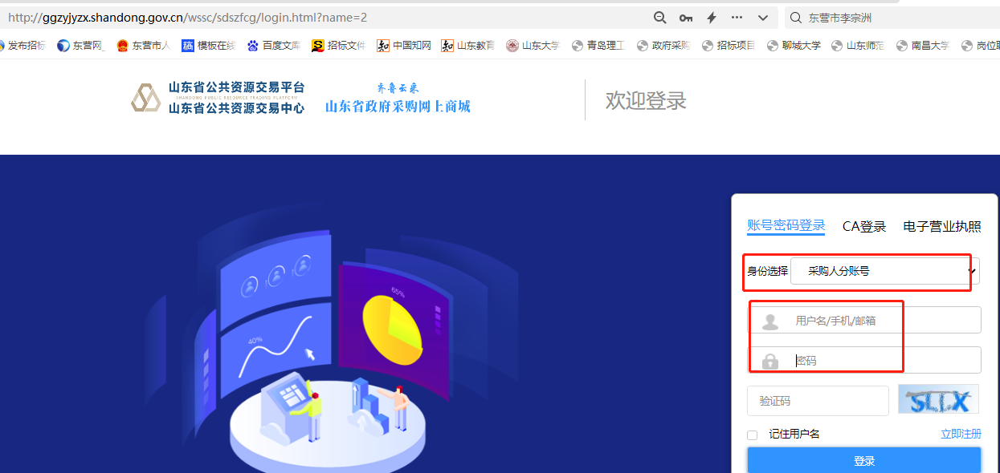 http://ggzyjyzx.shandong.gov.cn/wssc/sdszfcg/login.html?name=2
东营市李宗洲
发布招标 东营网_ 东营市人 模板在线 百度文库 招标文件 中国知网 山东教育 山东大学 青岛理工 政府采购 招标项目 聊城大学 山东师范 南昌大学 岗位聘
山东省公共资源交易平台
SHANDONG PUBLIC RESOURCE TRADING PLATFORM
山东省公共资源交易中心
齐鲁云采
山东省政府采购网上商城
欢迎登录
账号密码登录 CA登录 电子营业执照
身份选择 采购人分账号
用户名/手机/邮箱
密码
验证码 SLLX
记住用户名 立即注册
登录
65%
40%